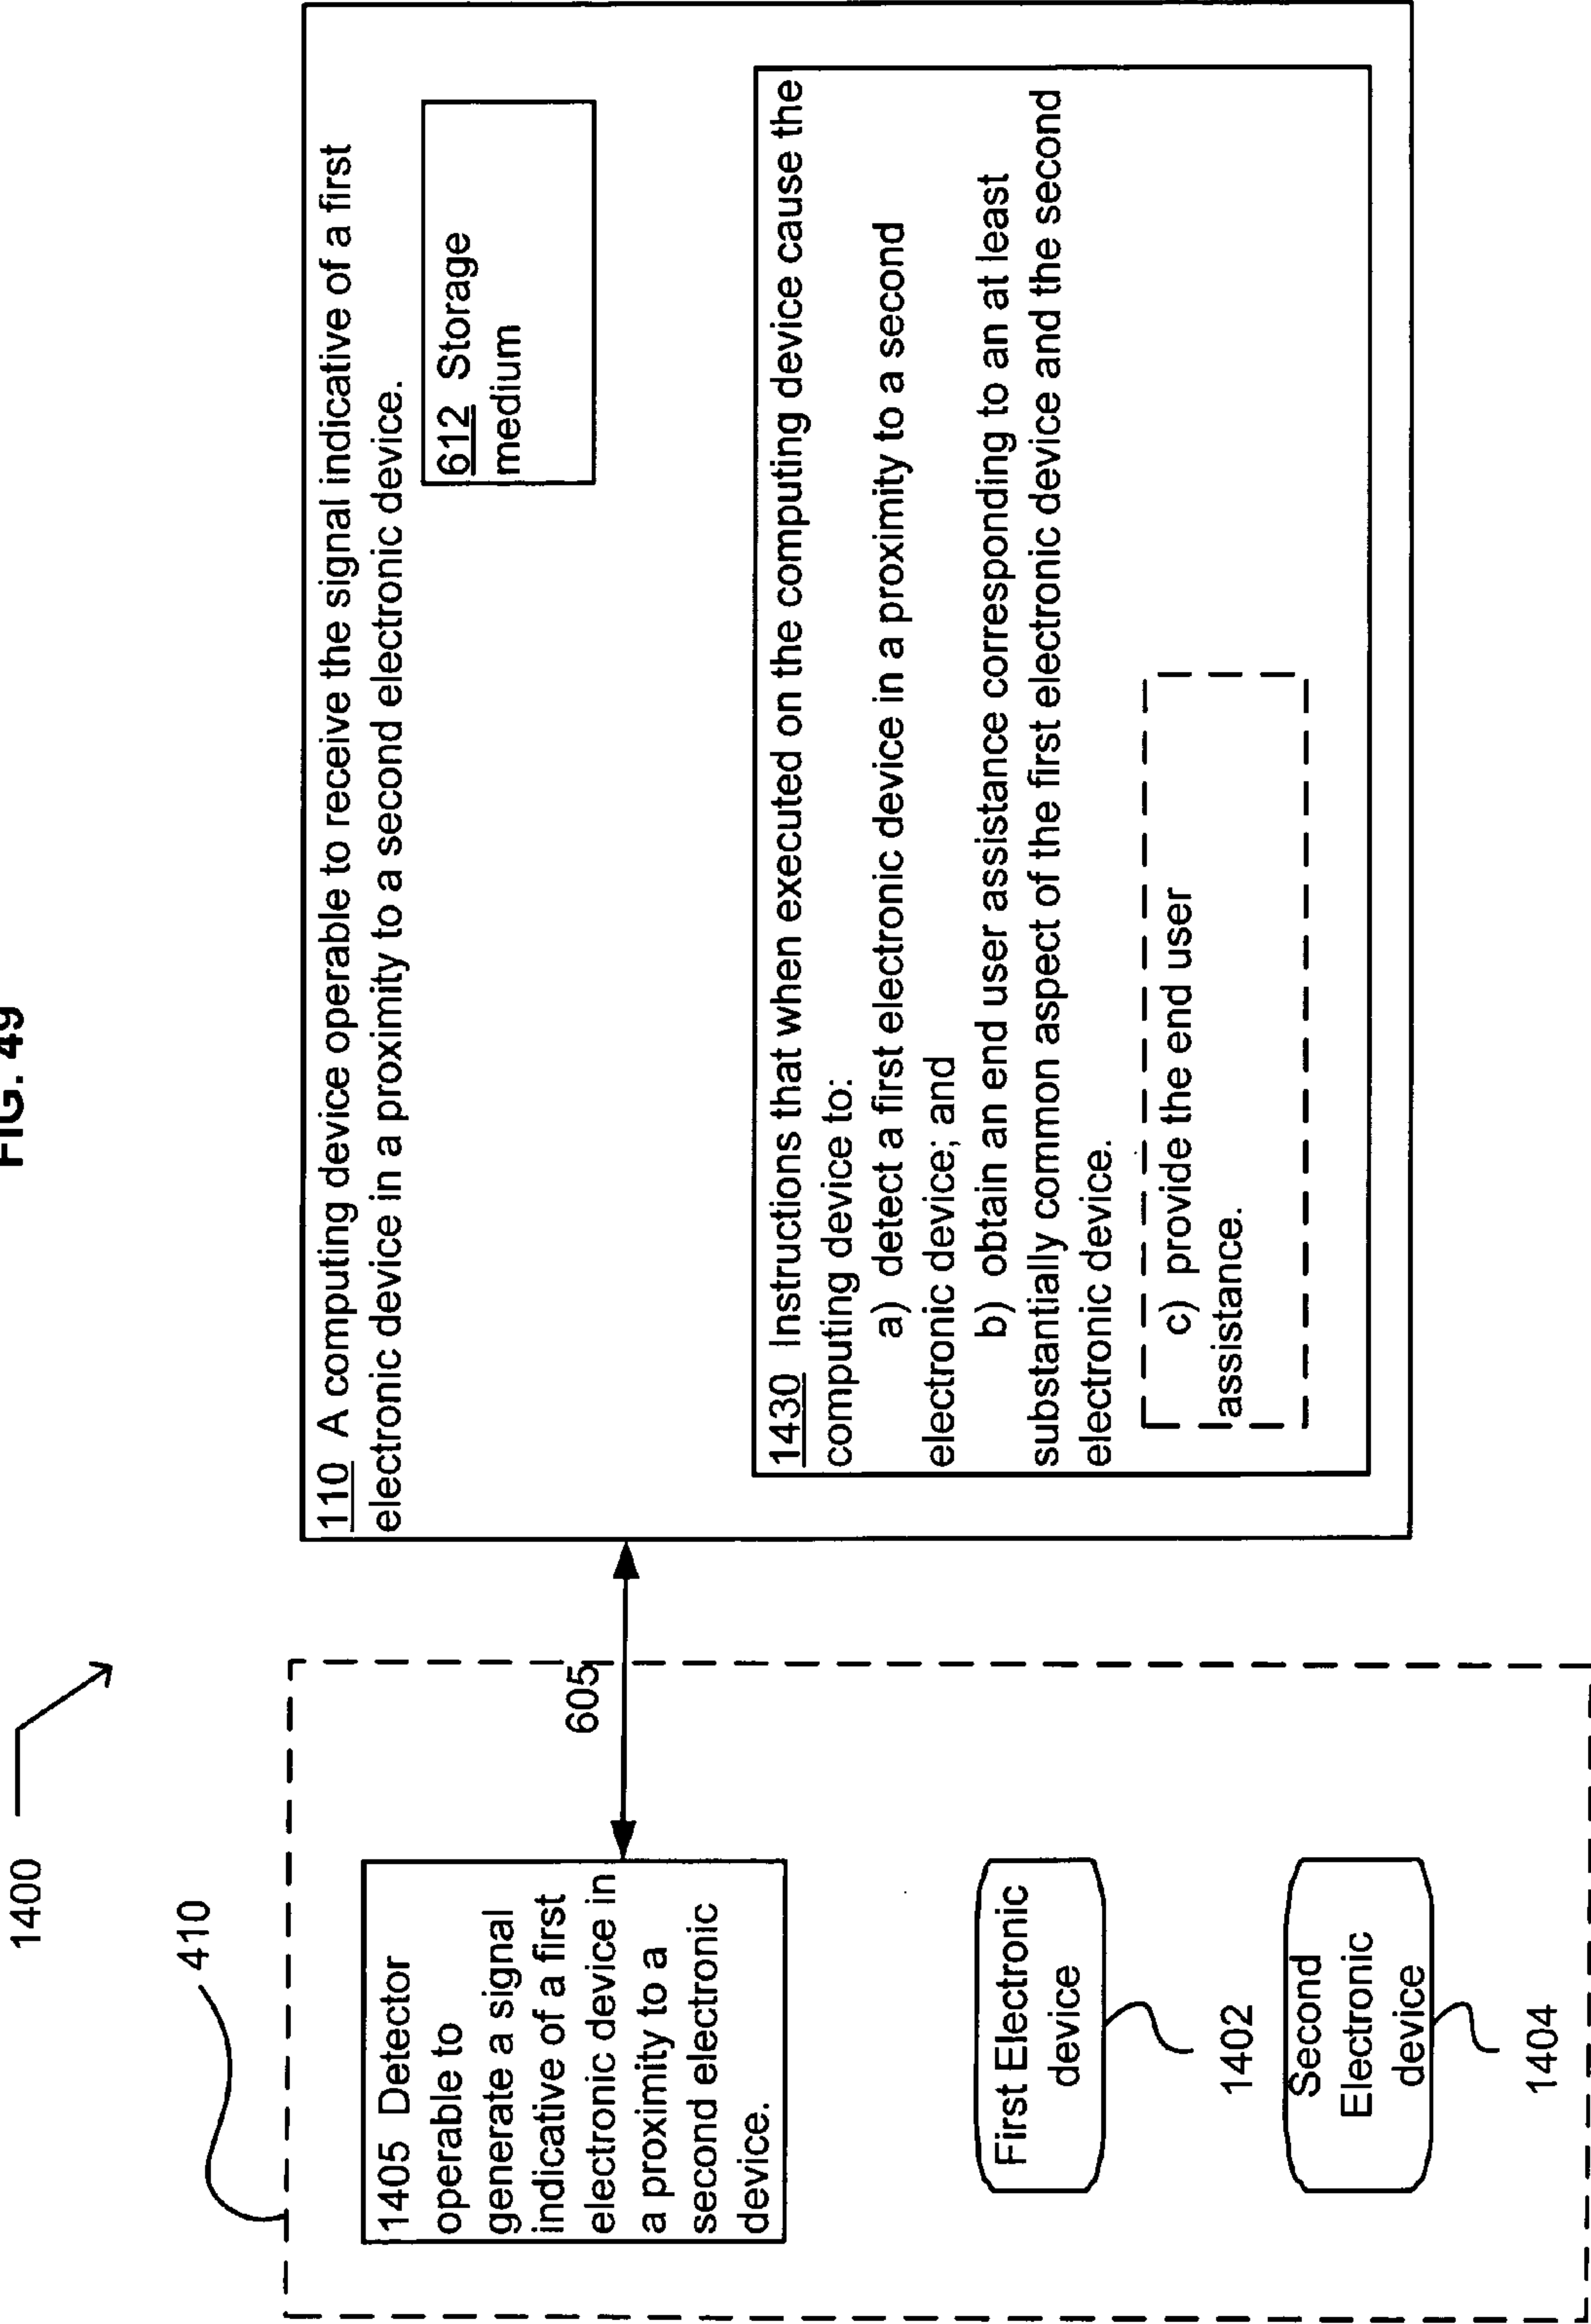 FIG. 49
1400
410
1405 Detector
operable to
generate a signal
indicative of a first
electronic device in
a proximity to a
second electronic
device.
605
First Electronic
device
1402
Second
Electronic
device
1404
110 A computing device operable to receive the signal indicative of a first
electronic device in a proximity to a second electronic device.
612 Storage
medium
1430 Instructions that when executed on the computing device cause the
computing device to:
a) detect a first electronic device in a proximity to a second
electronic device; and
b) obtain an end user assistance corresponding to an at least
substantially common aspect of the first electronic device and the second
electronic device.
c) provide the end user
assistance.